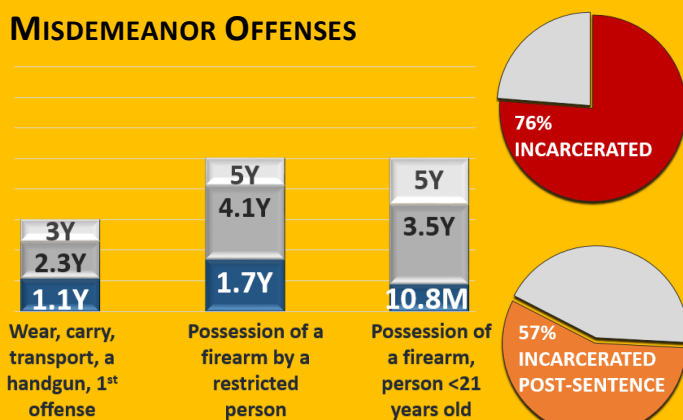 MISDEMEANOR OFFENSES
76%
INCARCERATED
3Y
2.3Y
1.1Y
5Y
4.1Y
1.7Y
5Y
3.5Y
10.8M
Wear, carry,
transport, a
handgun, 1st
offense
Possession of a
firearm by a
restricted
person
Possession of
a firearm,
person <21
years old
57%
INCARCERATED
POST-SENTENCE